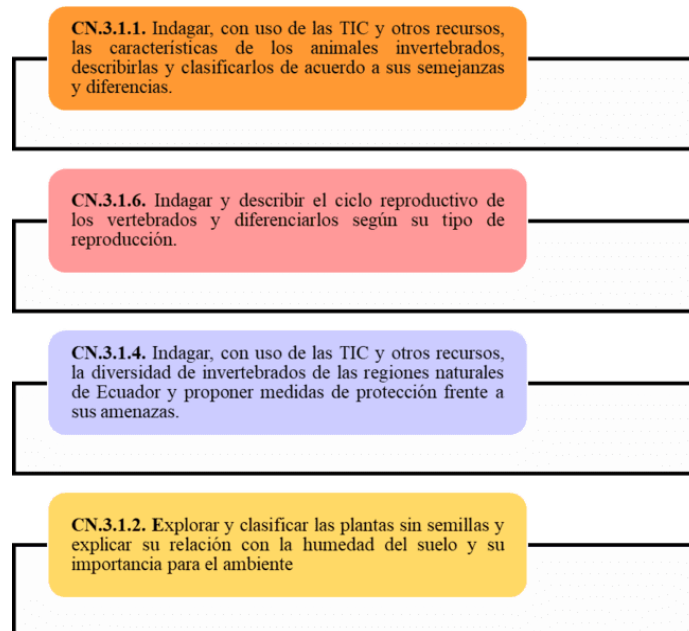 CN.3.1.1. Indagar, con uso de las TIC y otros recursos,
las características de los animales invertebrados,
describirlas y clasificarlos de acuerdo a sus semejanzas
y diferencias.
CN.3.1.6. Indagar y describir el ciclo reproductivo de
los vertebrados y diferenciarlos según su tipo de
reproducción.
CN.3.1.4. Indagar, con uso de las TIC y otros recursos,
la diversidad de invertebrados de las regiones naturales
de Ecuador y proponer medidas de protección frente a
sus amenazas.
CN.3.1.2. Explorar y clasificar las plantas sin semillas y
explicar su relación con la humedad del suelo y su
importancia para el ambiente